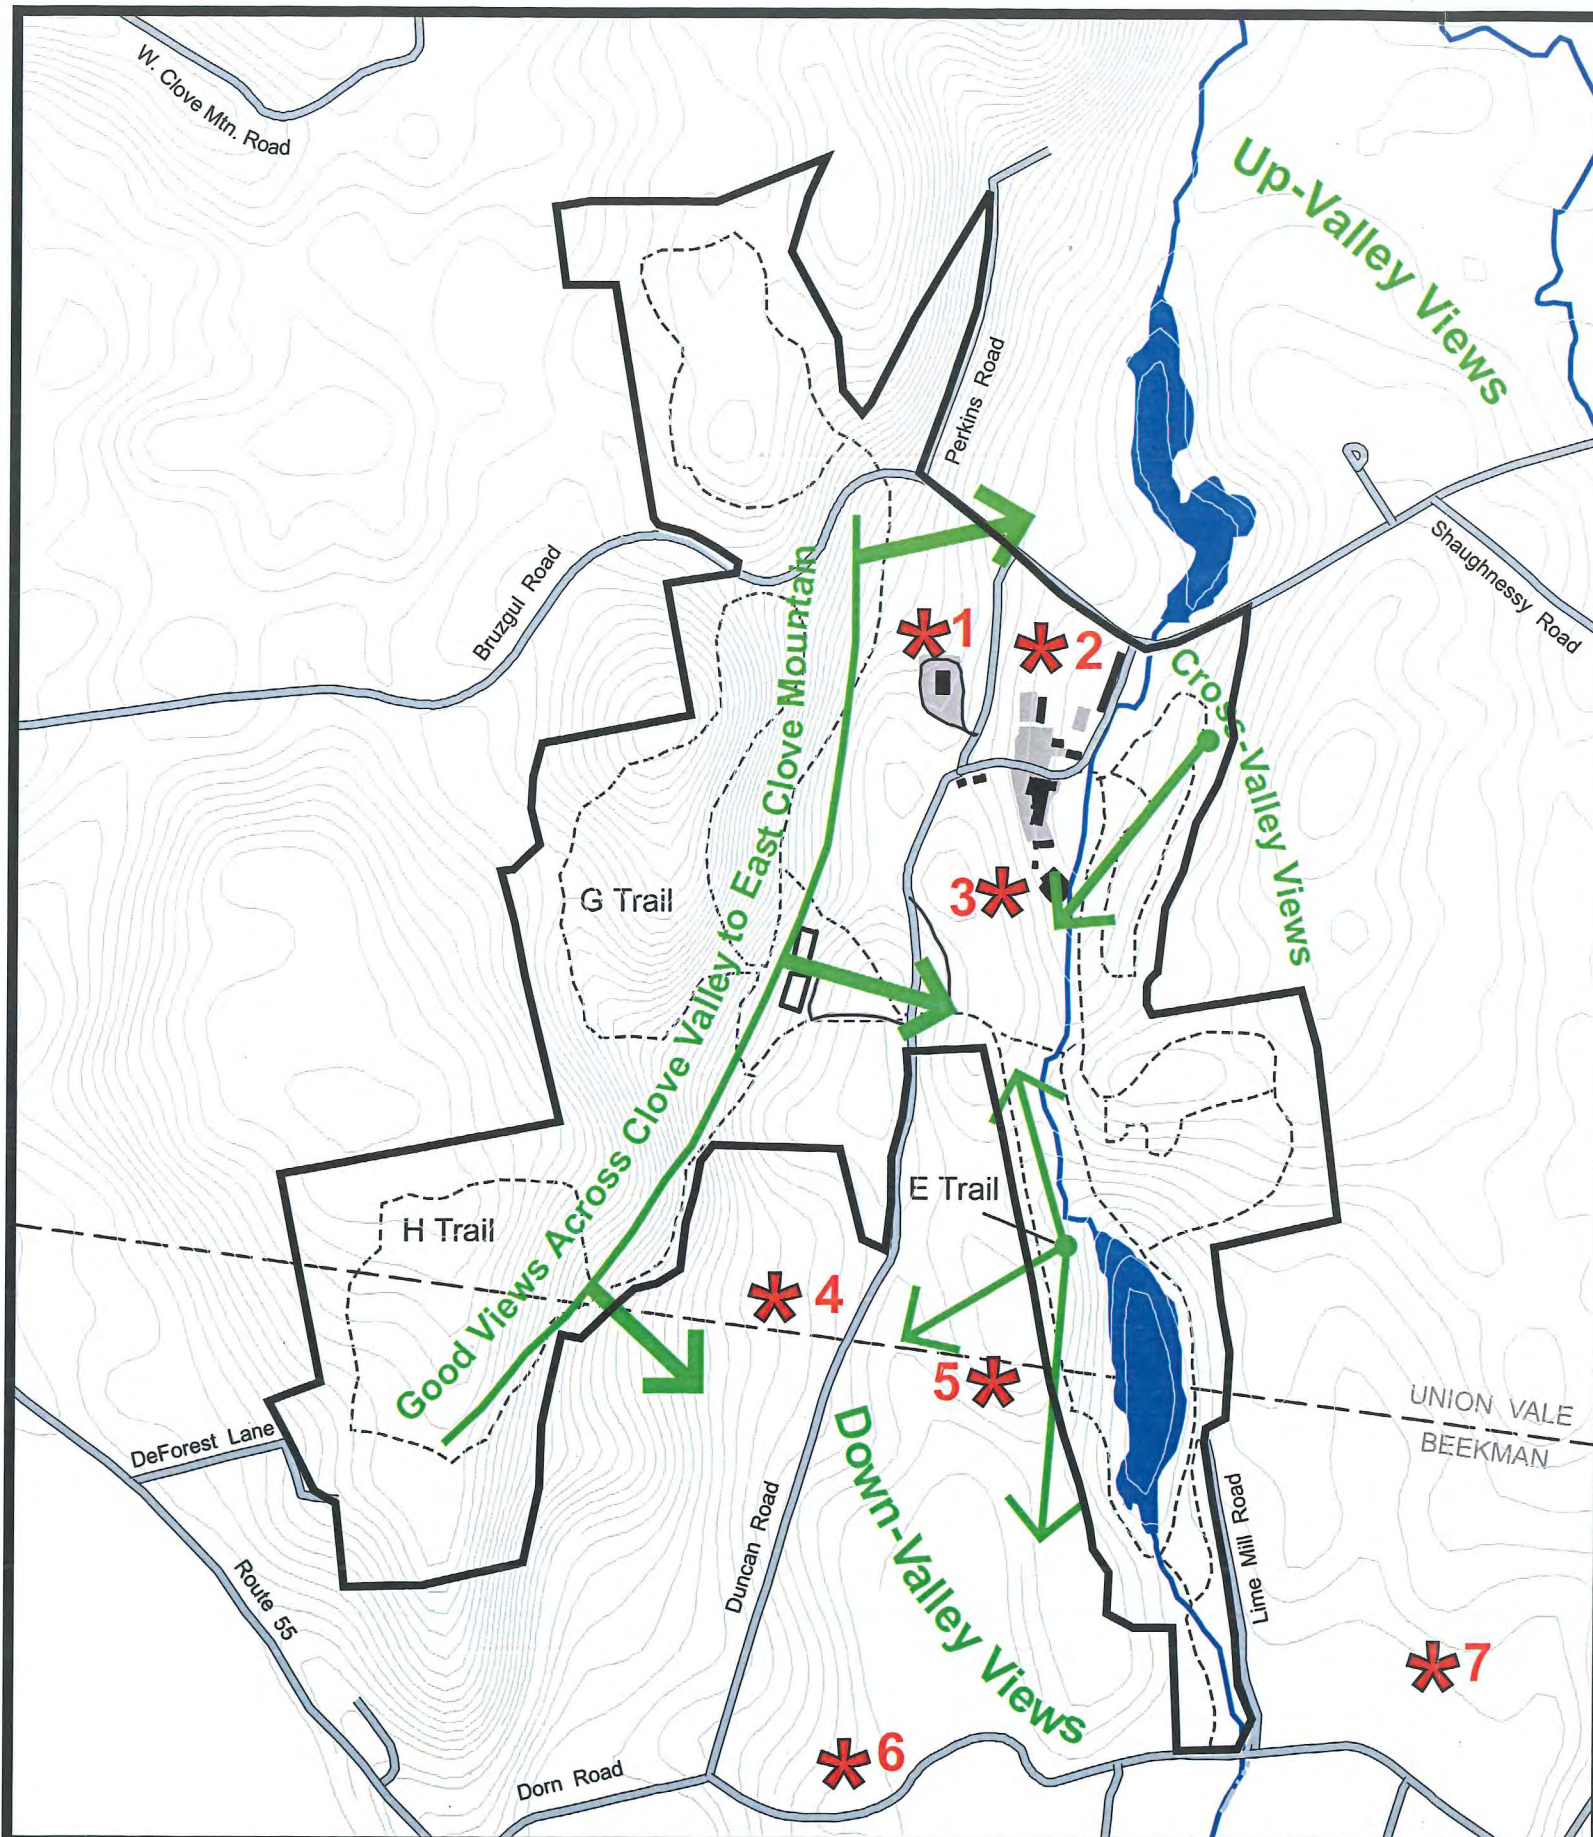 W. Clove Mtn. Road
Up-Valley Views
Perkins Road
Shaughnessy Road
Bruzgul Road
1
2
Cross-Valley Views
Good Views Across Clove Valley to East Clove Mountain
G Trail
3
E Trail
H Trail
4
5
UNION VALE
BEEKMAN
DeForest Lane
Down-Valley Views
Duncan Road
Lime Mill Road
Route 55
7
6
Dorn Road